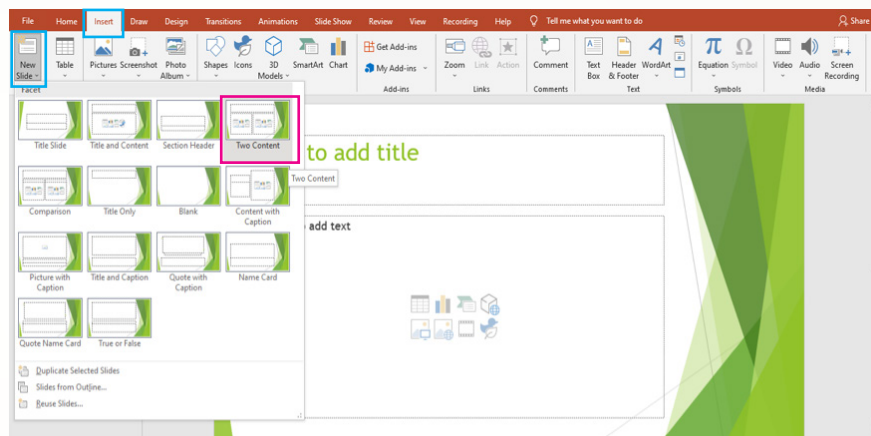 File Home Insert Draw Design Transitions Animations Slide Show Review View Recording Help Tell me what you want to do Share
New Slide
Table
Pictures
Screenshot
Photo Album
Shapes
Icons
3D Models
SmartArt
Chart
Get Add-ins
My Add-ins
Zoom
Link
Action
Comment
Text Box
Header & Footer
WordArt
Equation
Symbol
Video
Audio
Screen Recording
Add-ins Links Comments Text Symbols Media
Facet
Title Slide Title and Content Section Header Two Content
Two Content
to add title
Comparison Title Only Blank Content with Caption
add text
Picture with Caption Title and Caption Quote with Caption Name Card
Quote Name Card True or False
Duplicate Selected Slides
Slides from Outline...
Reuse Slides...